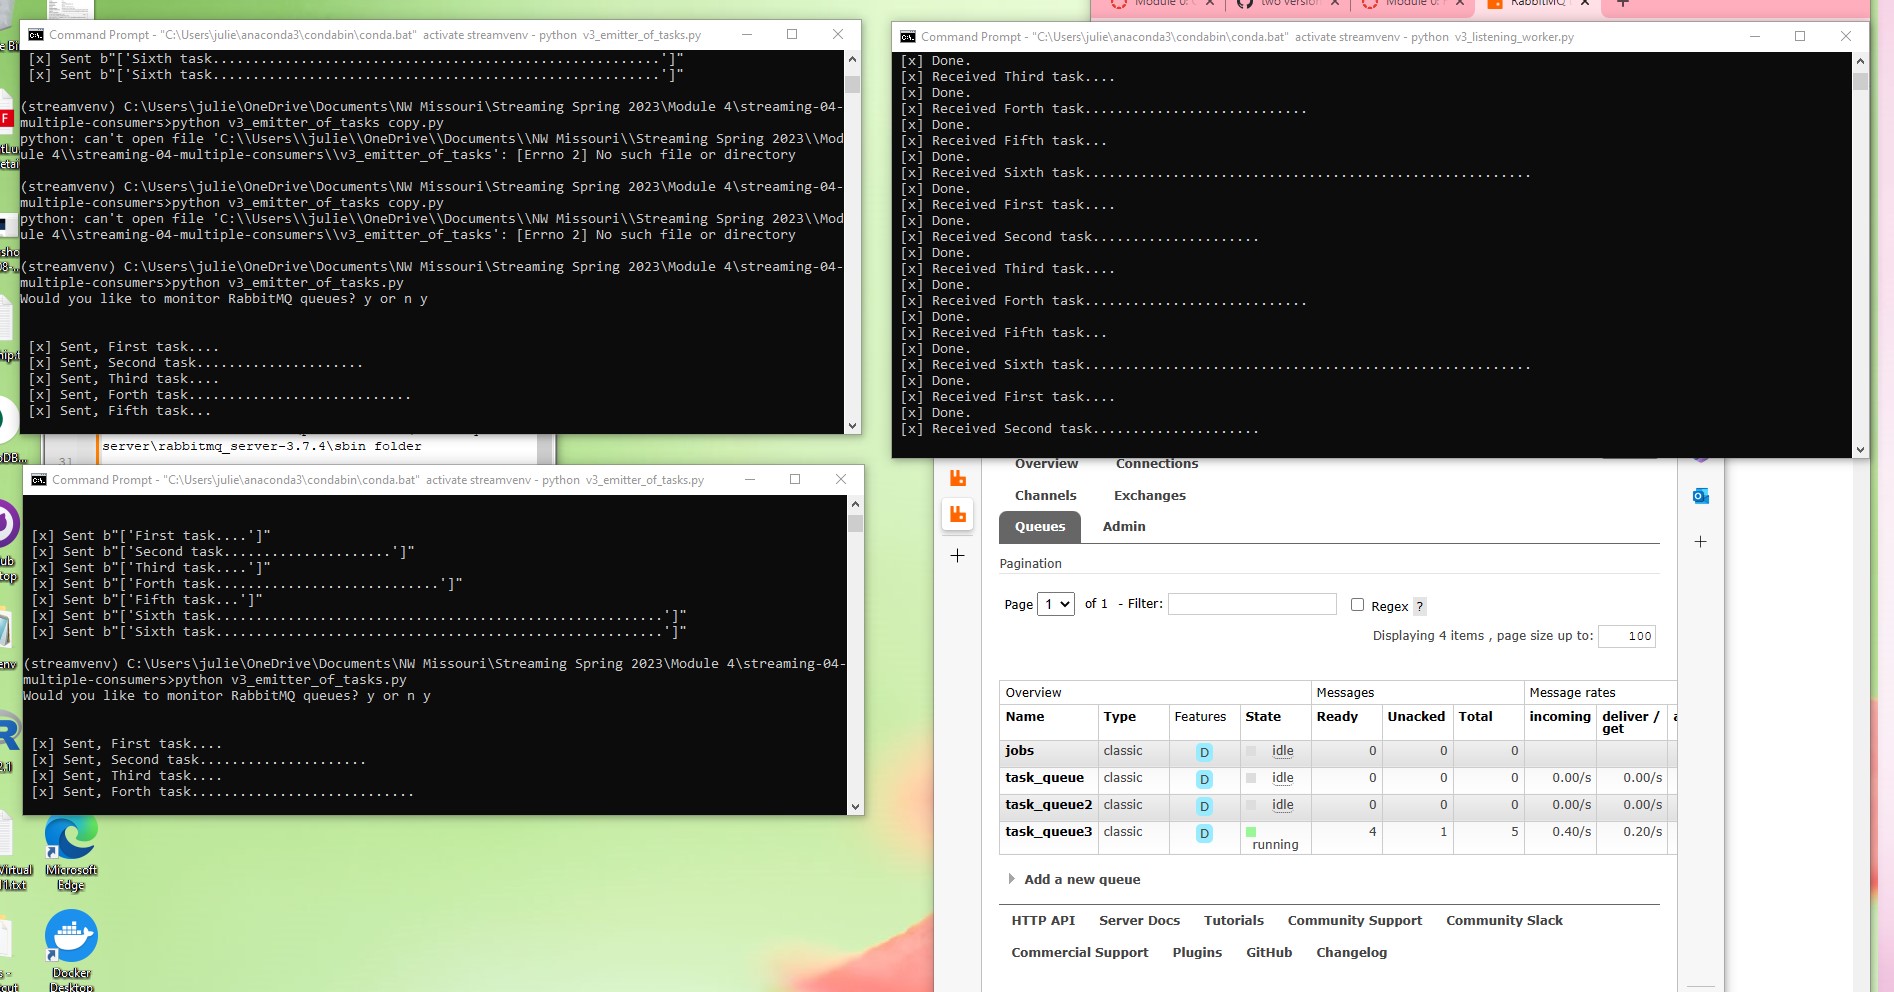 Module 0: C
two version
Module 0:
RabbitMQ
Command Prompt - "C:\Users\julie\anaconda3\condabin\conda.bat"  activate streamvenv - python  v3_emitter_of_tasks.py
[x] Sent b"['Sixth task........................................................']"
[x] Sent b"['Sixth task........................................................']"
(streamvenv) C:\Users\julie\OneDrive\Documents\NW Missouri\Streaming Spring 2023\Module 4\streaming-04-
multiple-consumers>python v3_emitter_of_tasks copy.py
python: can't open file 'C:\\Users\\julie\\OneDrive\\Documents\\NW Missouri\\Streaming Spring 2023\\Mod
ule 4\\streaming-04-multiple-consumers\\v3_emitter_of_tasks': [Errno 2] No such file or directory
(streamvenv) C:\Users\julie\OneDrive\Documents\NW Missouri\Streaming Spring 2023\Module 4\streaming-04-
multiple-consumers>python v3_emitter_of_tasks copy.py
python: can't open file 'C:\\Users\\julie\\OneDrive\\Documents\\NW Missouri\\Streaming Spring 2023\\Mod
ule 4\\streaming-04-multiple-consumers\\v3_emitter_of_tasks': [Errno 2] No such file or directory
(streamvenv) C:\Users\julie\OneDrive\Documents\NW Missouri\Streaming Spring 2023\Module 4\streaming-04-
multiple-consumers>python v3_emitter_of_tasks.py
Would you like to monitor RabbitMQ queues? y or n y
[x] Sent, First task....
[x] Sent, Second task.....................
[x] Sent, Third task....
[x] Sent, Forth task............................
[x] Sent, Fifth task...
server\rabbitmq_server-3.7.4\sbin folder
31
Command Prompt - "C:\Users\julie\anaconda3\condabin\conda.bat"  activate streamvenv - python  v3_emitter_of_tasks.py
[x] Sent b"['First task....']"
[x] Sent b"['Second task.....................']"
[x] Sent b"['Third task....']"
[x] Sent b"['Forth task............................']"
[x] Sent b"['Fifth task...']"
[x] Sent b"['Sixth task........................................................']"
[x] Sent b"['Sixth task........................................................']"
(streamvenv) C:\Users\julie\OneDrive\Documents\NW Missouri\Streaming Spring 2023\Module 4\streaming-04-
multiple-consumers>python v3_emitter_of_tasks.py
Would you like to monitor RabbitMQ queues? y or n y
[x] Sent, First task....
[x] Sent, Second task.....................
[x] Sent, Third task....
[x] Sent, Forth task............................
Microsoft
Edge
Docker
Desktop
Command Prompt - "C:\Users\julie\anaconda3\condabin\conda.bat"  activate streamvenv - python  v3_listening_worker.py
[x] Done.
[x] Received Third task....
[x] Done.
[x] Received Forth task............................
[x] Done.
[x] Received Fifth task...
[x] Done.
[x] Received Sixth task........................................................
[x] Done.
[x] Received First task....
[x] Done.
[x] Received Second task.....................
[x] Done.
[x] Received Third task....
[x] Done.
[x] Received Forth task............................
[x] Done.
[x] Received Fifth task...
[x] Done.
[x] Received Sixth task........................................................
[x] Done.
[x] Received First task....
[x] Done.
[x] Received Second task.....................
Overview Connections
Channels Exchanges
Queues Admin
Pagination
Page 1 of 1 - Filter: Regex ?
Displaying 4 items , page size up to: 100
Overview Messages Message rates
Name Type Features State Ready Unacked Total incoming deliver / get
jobs classic D idle 0 0 0
task_queue classic D idle 0 0 0 0.00/s 0.00/s
task_queue2 classic D idle 0 0 0 0.00/s 0.00/s
task_queue3 classic D running 4 1 5 0.40/s 0.20/s
Add a new queue
HTTP API Server Docs Tutorials Community Support Community Slack
Commercial Support Plugins GitHub Changelog